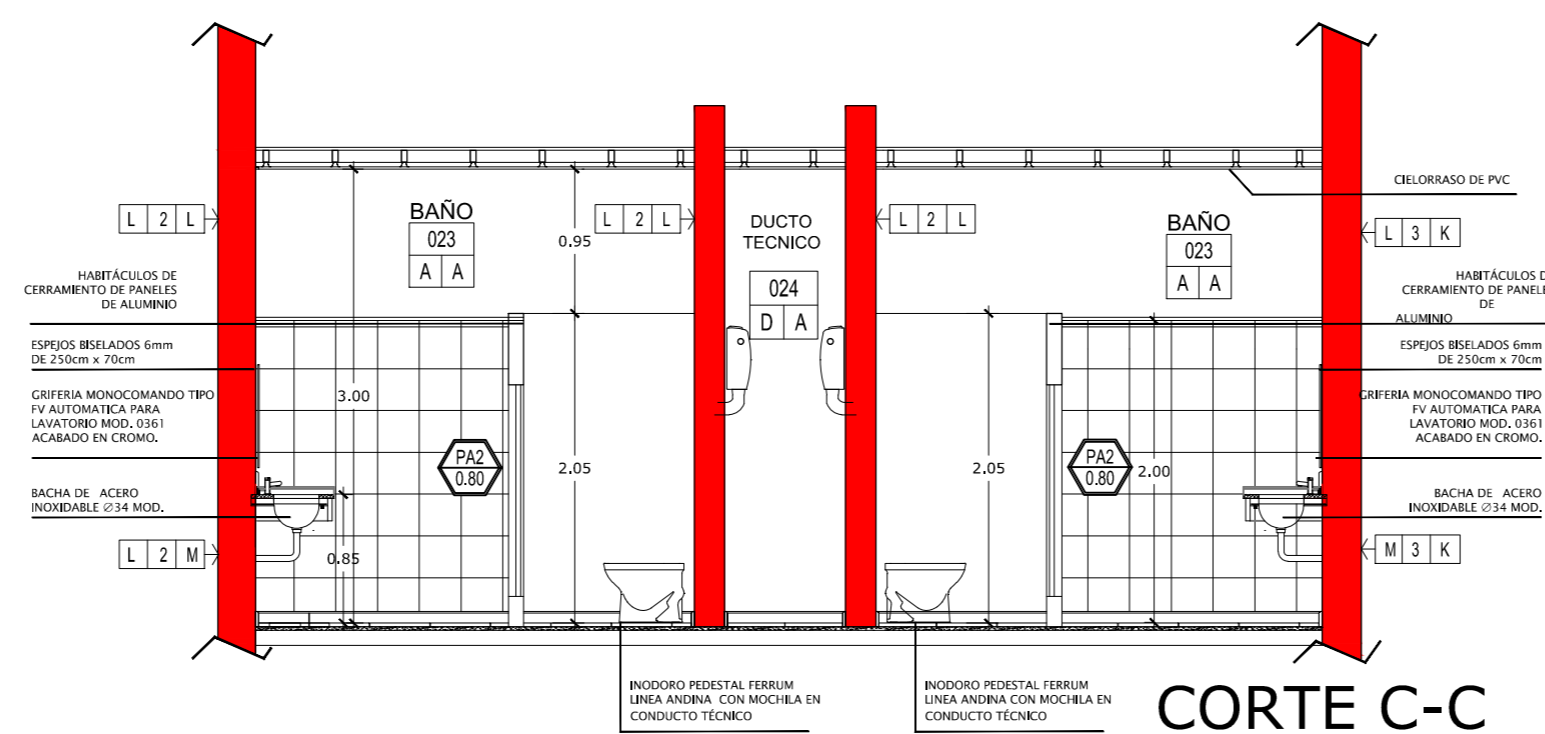 CIELORRASO DE PVC
L 2 L
BAÑO
023
A A
L 2 L
0.95
DUCTO
TECNICO
024
D A
L 2 L
BAÑO
023
A A
L 3 K
HABITÁCULOS DE
CERRAMIENTO DE PANELES
DE ALUMINIO
ESPEJOS BISELADOS 6mm
DE 250cm x 70cm
GRIFERIA MONOCOMANDO TIPO
FV AUTOMATICA PARA
LAVATORIO MOD. 0361
ACABADO EN CROMO.
BACHA DE ACERO
INOXIDABLE Ø34 MOD.
L 2 M
3.00
PA2
0.80
0.85
2.05
2.05
PA2
0.80
2.00
HABITÁCULOS D
CERRAMIENTO DE PANELE
DE
ALUMINIO
ESPEJOS BISELADOS 6mm
DE 250cm x 70cm
GRIFERIA MONOCOMANDO TIPO
FV AUTOMATICA PARA
LAVATORIO MOD. 0361
ACABADO EN CROMO.
BACHA DE ACERO
INOXIDABLE Ø34 MOD.
M 3 K
INODORO PEDESTAL FERRUM
LINEA ANDINA CON MOCHILA EN
CONDUCTO TÉCNICO
INODORO PEDESTAL FERRUM
LINEA ANDINA CON MOCHILA EN
CONDUCTO TÉCNICO
CORTE C-C